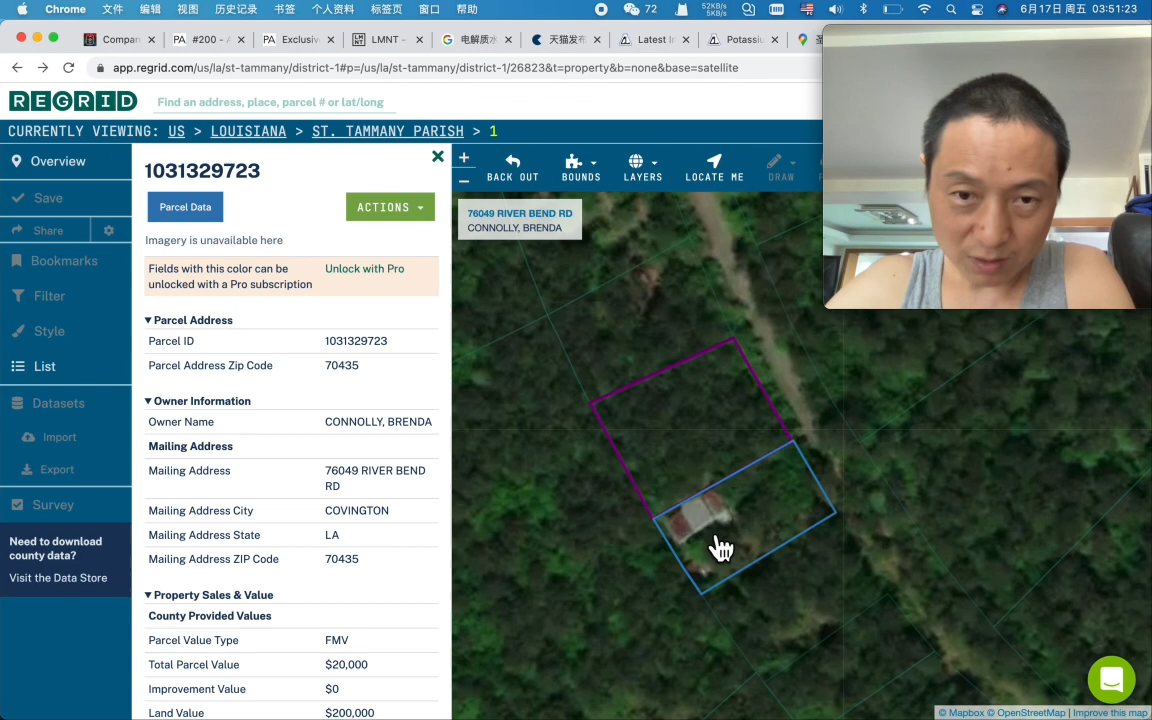 Chrome 文件 编辑 视图 历史记录 书签 个人资料 标签页 窗口 帮助 72 52KB/s 5KB/s 6月17日 周五 03:51:23
Compar PA #200 - PA Exclusiv LMNT - 电解质水 天猫发布 Latest I Potassiu
app.regrid.com/us/la/st-tammany/district-1#p=/us/la/st-tammany/district-1/26823&t=property&b=none&base=satellite
REGRID Find an address, place, parcel # or lat/long
CURRENTLY VIEWING: US > LOUISIANA > ST. TAMMANY PARISH > 1
Overview
Save
Share
Bookmarks
Filter
Style
List
Datasets
Import
Export
Survey
Need to download
county data?
Visit the Data Store
1031329723
Parcel Data ACTIONS
Imagery is unavailable here
Fields with this color can be
unlocked with a Pro subscription
Unlock with Pro
Parcel Address
Parcel ID 1031329723
Parcel Address Zip Code 70435
Owner Information
Owner Name CONNOLLY, BRENDA
Mailing Address
Mailing Address 76049 RIVER BEND
RD
Mailing Address City COVINGTON
Mailing Address State LA
Mailing Address ZIP Code 70435
Property Sales & Value
County Provided Values
Parcel Value Type FMV
Total Parcel Value $20,000
Improvement Value $0
Land Value $200,000
BACK OUT BOUNDS LAYERS LOCATE ME DRAW
76049 RIVER BEND RD
CONNOLLY, BRENDA
© Mapbox © OpenStreetMap | Improve this map